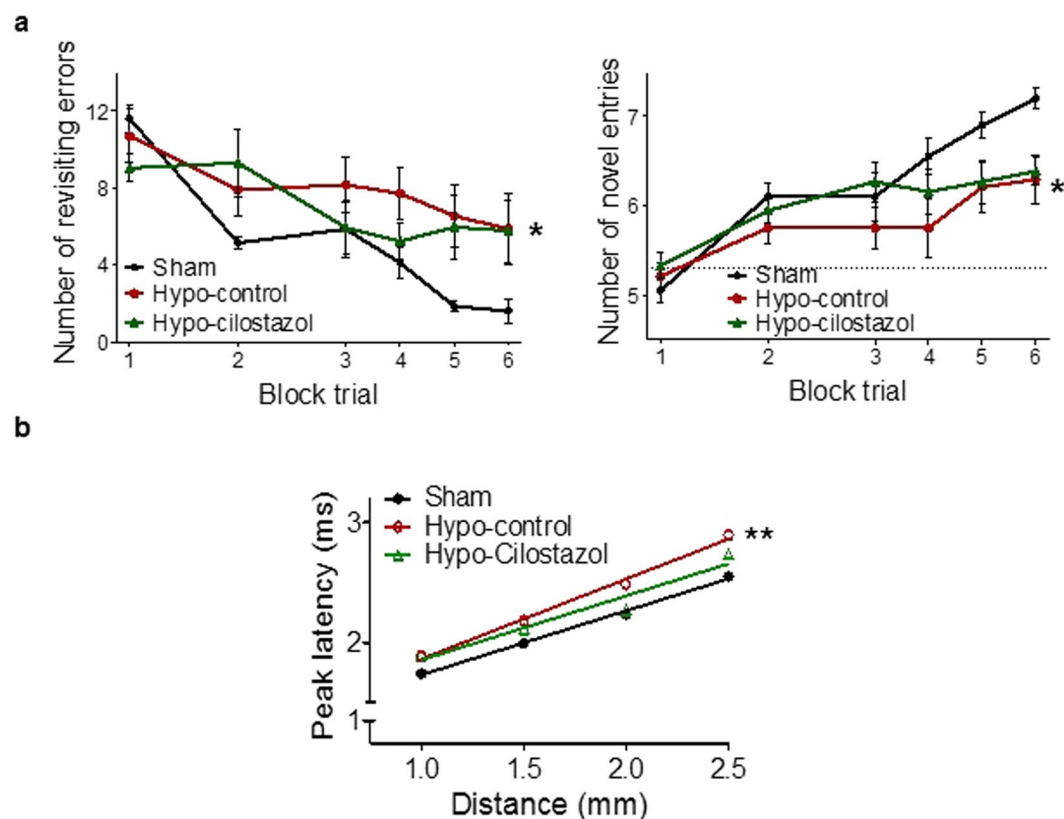 a
Number of revisiting errors
12
8
4
0
Sham
Hypo-control
Hypo-cilostazol
*
1 2 3 4 5 6
Block trial
Number of novel entries
7
6
5
Sham
Hypo-control
Hypo-cilostazol
*
1 2 3 4 5 6
Block trial
b
Peak latency (ms)
3
2
1
Sham
Hypo-control
Hypo-Cilostazol
**
1.0 1.5 2.0 2.5
Distance (mm)